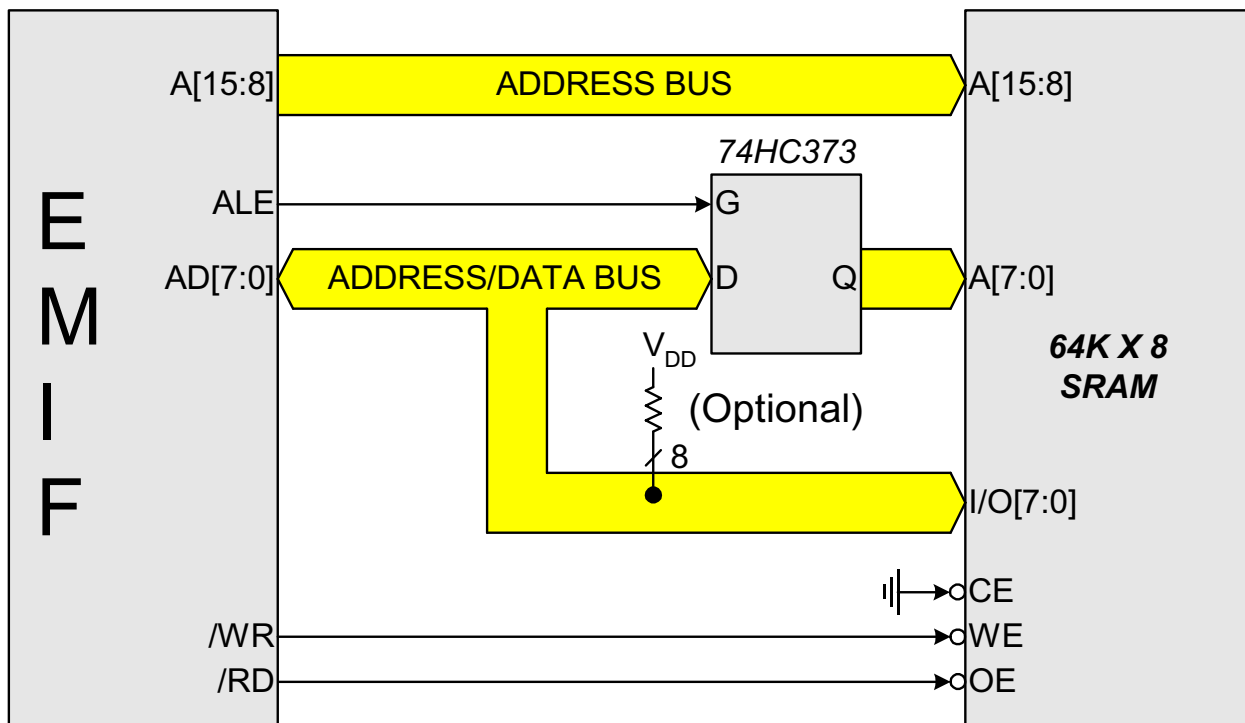 A[15:8]
ADDRESS BUS
A[15:8]
74HC373
ALE
G
E
M
I
F
AD[7:0]
ADDRESS/DATA BUS
D
Q
A[7:0]
VDD
64K X 8
SRAM
(Optional)
8
I/O[7:0]
CE
/WR
WE
/RD
OE